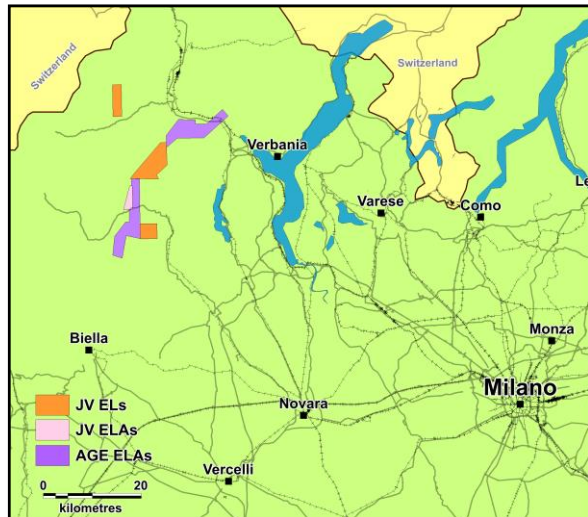 Switzerland
Switzerland
Verbania
Varese
Como
Le
Biella
Monza
Milano
Novara
Vercelli
JV ELs
JV ELAs
AGE ELAs
0 20
kilometres